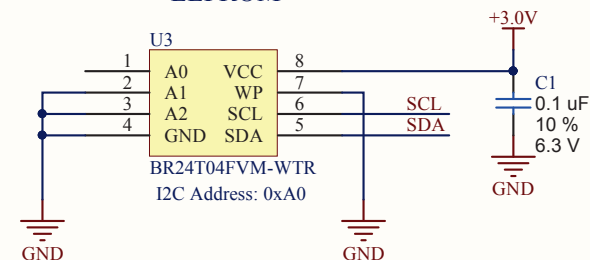 EEPROM
+3.0V
U3
1 A0 VCC 8
2 A1 WP 7
3 A2 SCL 6 SCL
4 GND SDA 5 SDA
C1
0.1 uF
10 %
6.3 V
BR24T04FVM-WTR
I2C Address: 0xA0
GND
GND
GND